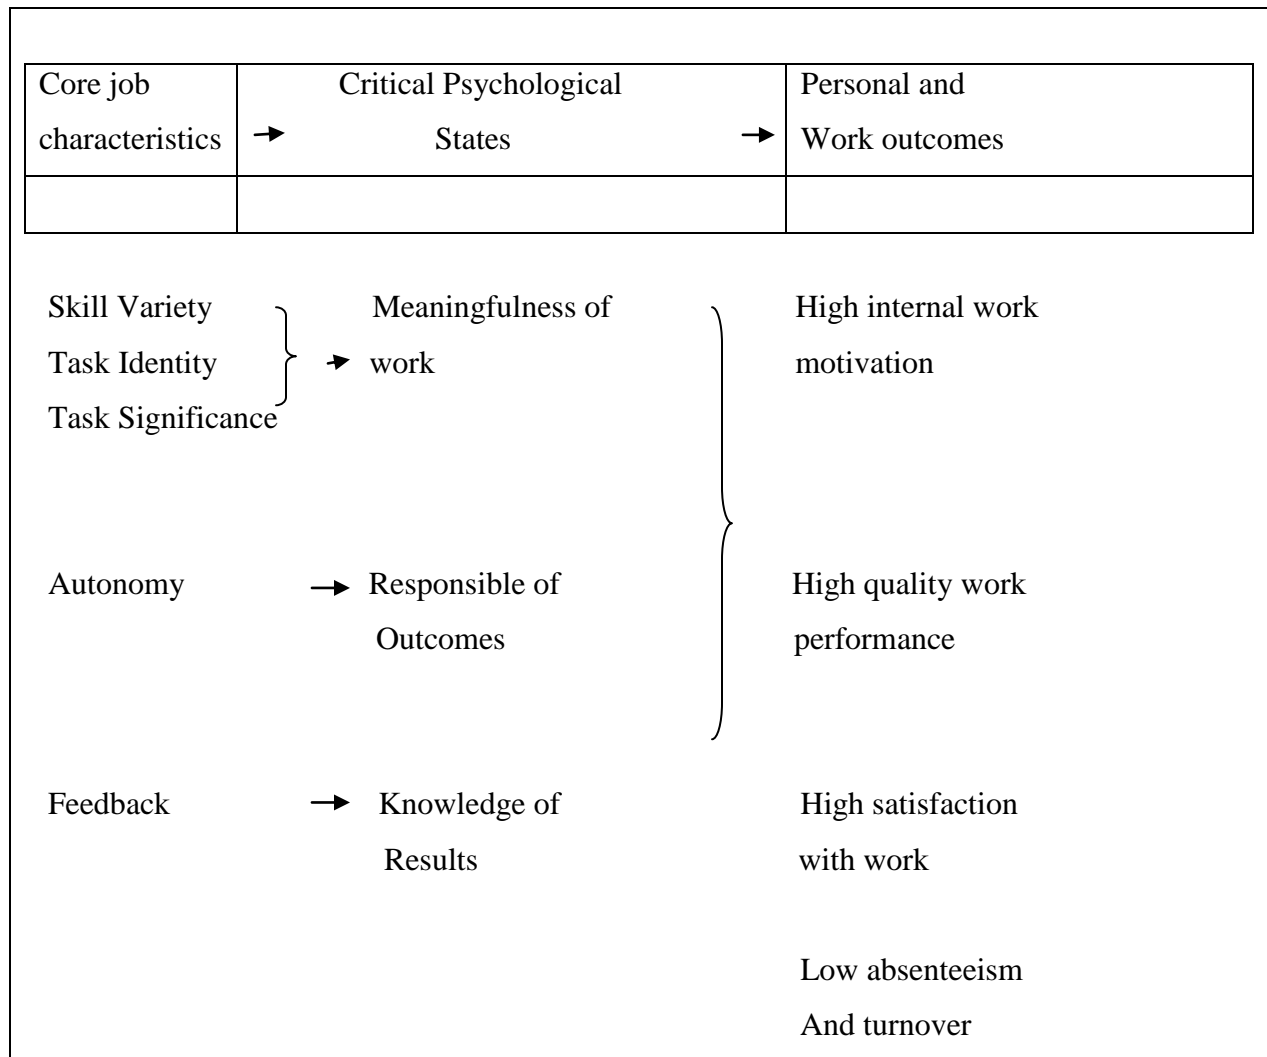 Core job
characteristics
Critical Psychological
States
Personal and
Work outcomes
Skill Variety
Task Identity
Task Significance
Meaningfulness of
work
High internal work
motivation
Autonomy
Responsible of
Outcomes
High quality work
performance
Feedback
Knowledge of
Results
High satisfaction
with work
Low absenteeism
And turnover